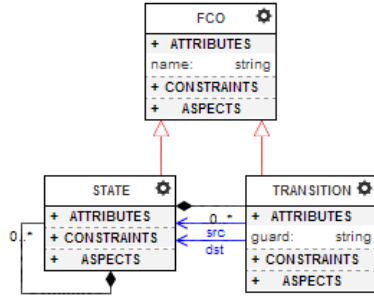 FCO
+ ATTRIBUTES
name: string
+ CONSTRAINTS
+ ASPECTS
STATE
+ ATTRIBUTES
+ CONSTRAINTS
+ ASPECTS
0..*
0..*
src
dst
TRANSITION
+ ATTRIBUTES
guard: string
+ CONSTRAINTS
+ ASPECTS